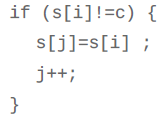 if (s[i]!=c) {
s[j]=s[i] ;
j++;
}